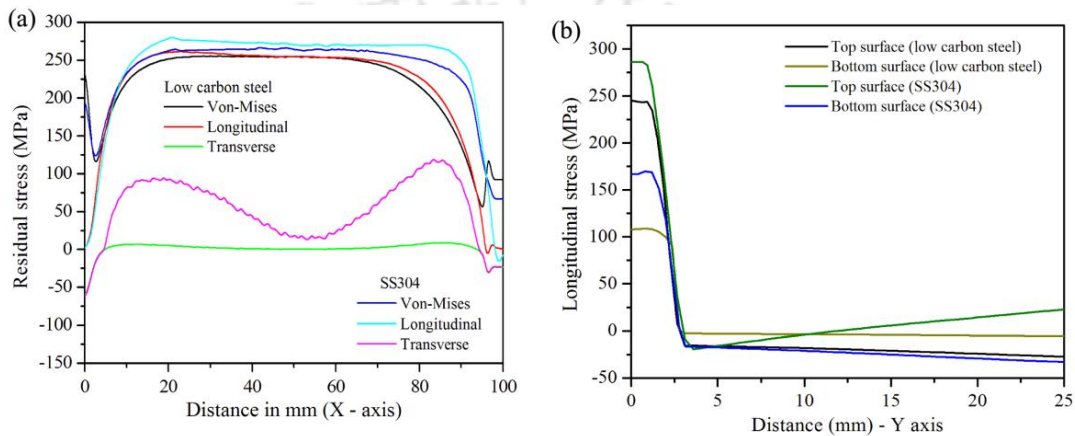 (a)
300
250
200
150
100
50
0
-50
-100
-150
Residual stress (MPa)
Low carbon steel
Von-Mises
Longitudinal
Transverse
SS304
Von-Mises
Longitudinal
Transverse
0 20 40 60 80 100
Distance in mm (X - axis)
(b)
300
250
200
150
100
50
0
-50
Longitudinal stress (MPa)
Top surface (low carbon steel)
Bottom surface (low carbon steel)
Top surface (SS304)
Bottom surface (SS304)
0 5 10 15 20 25
Distance (mm) - Y axis